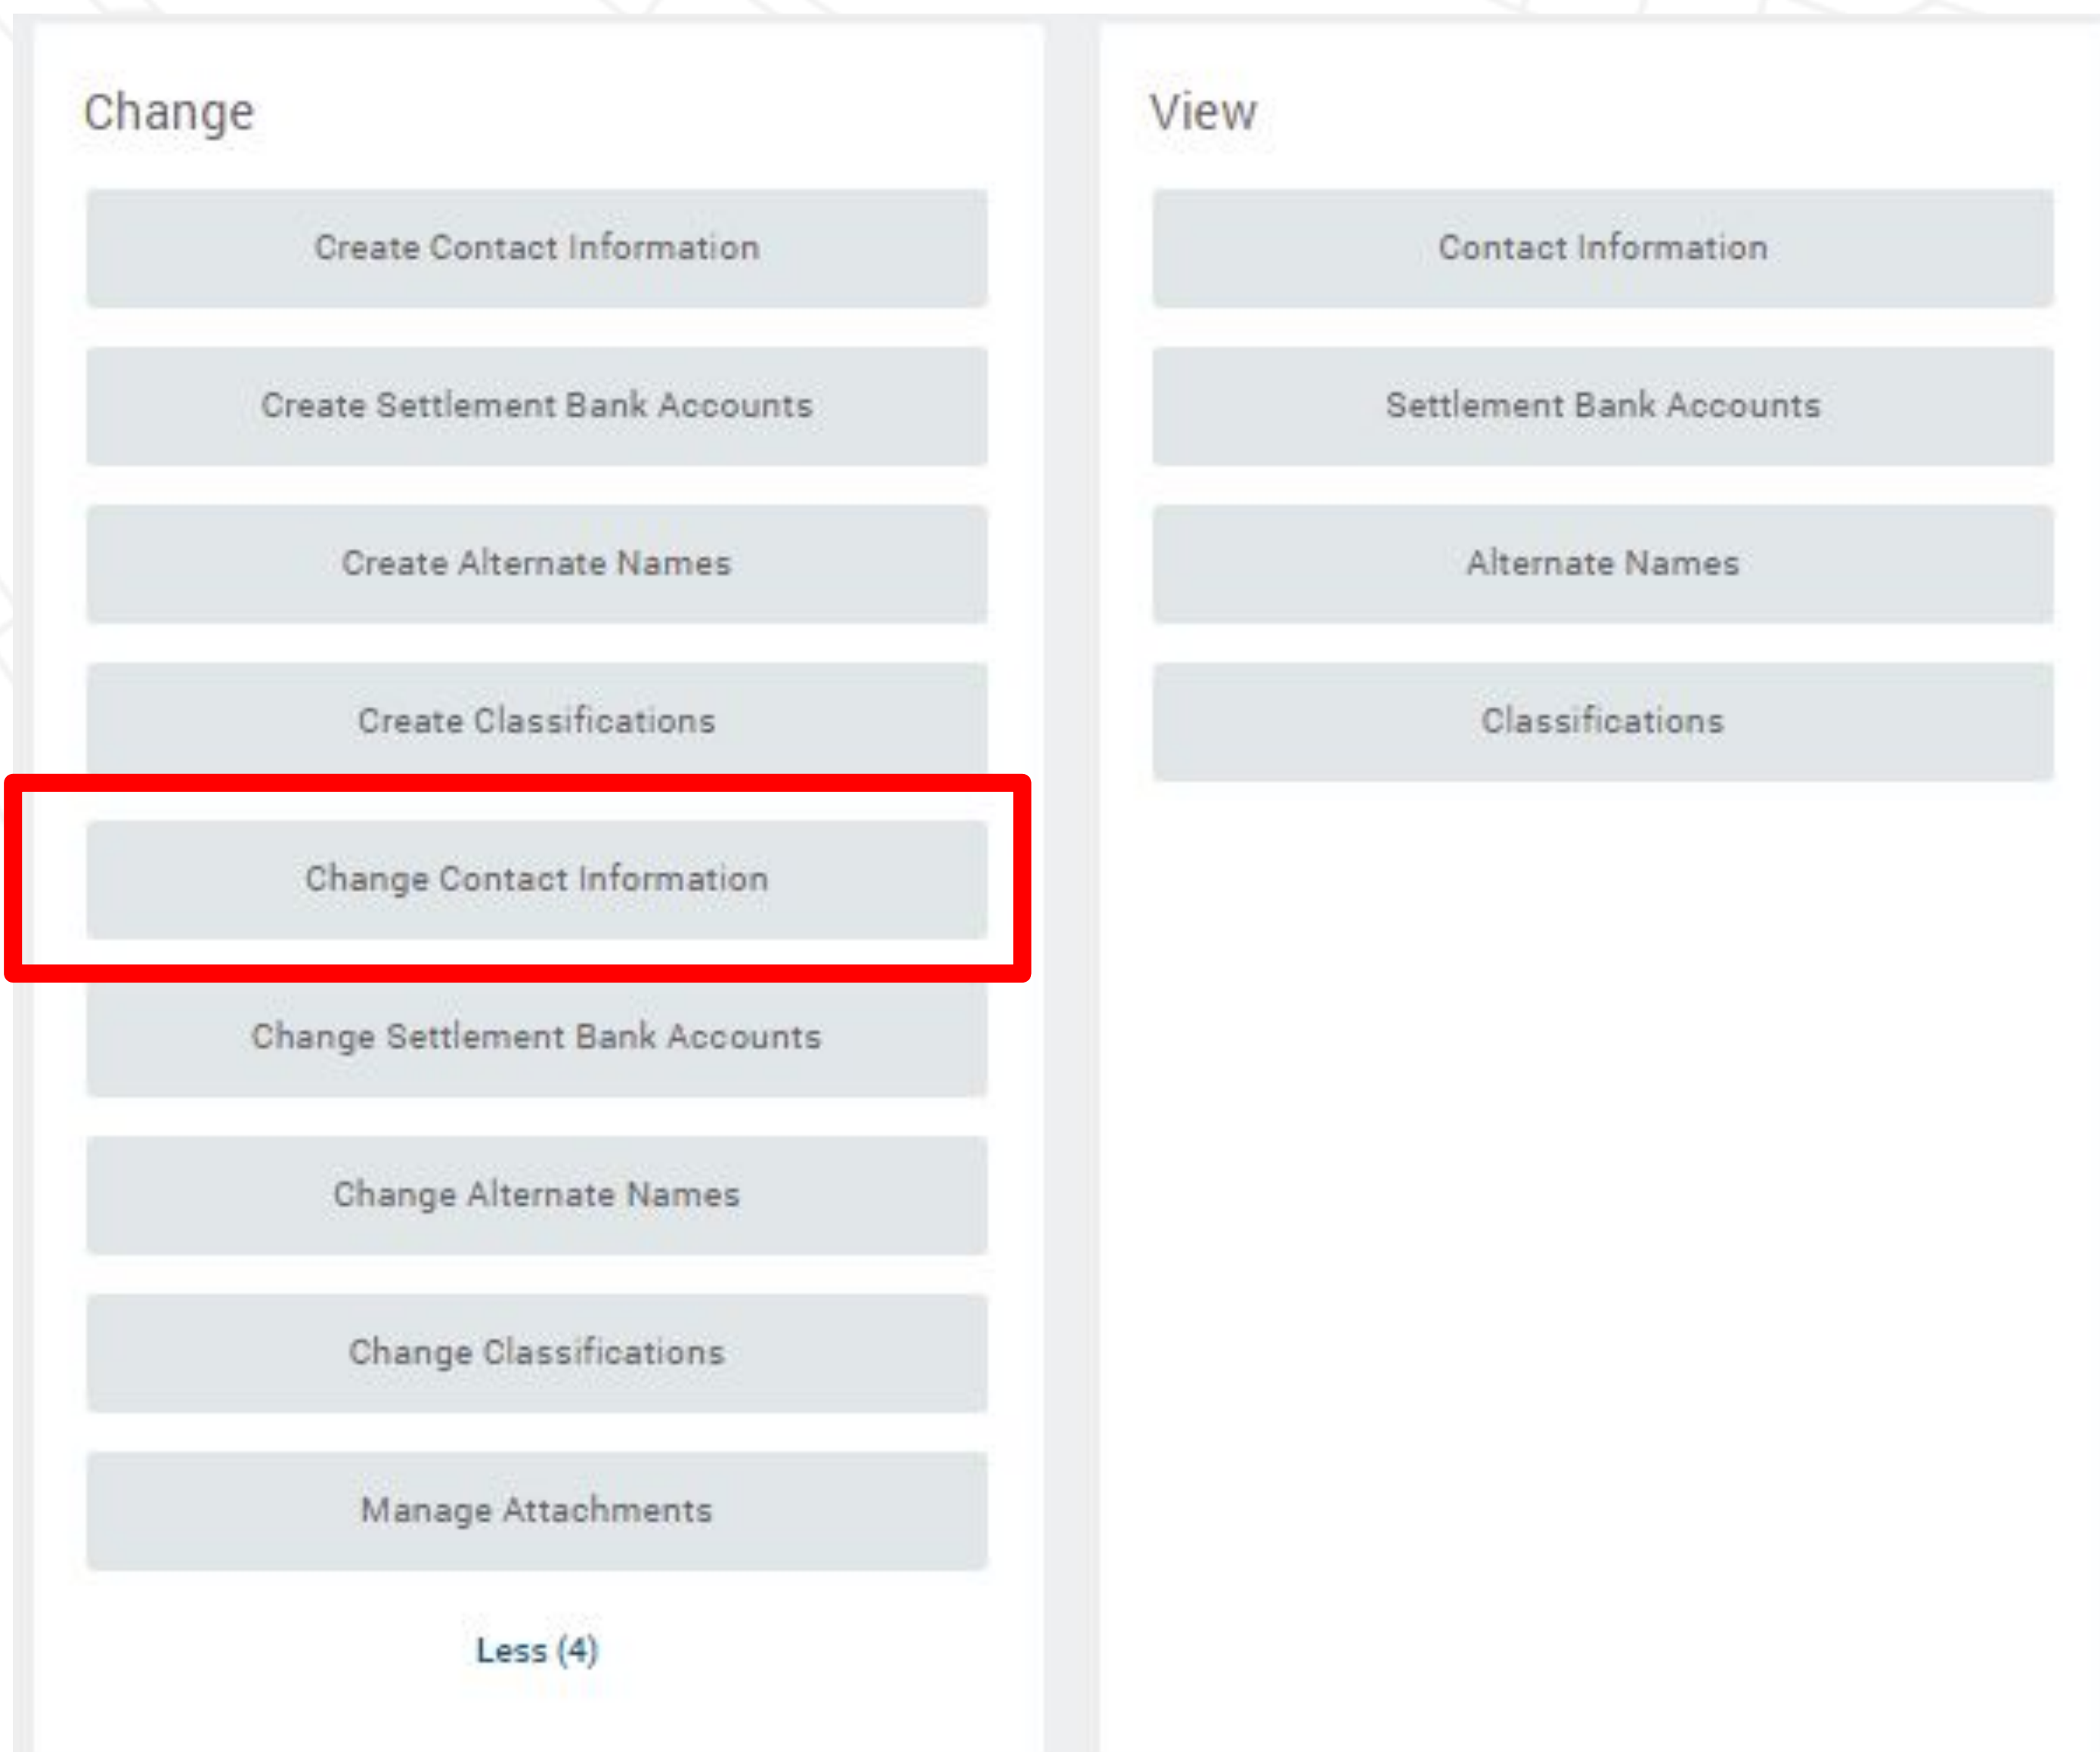 Change
Create Contact Information
Create Settlement Bank Accounts
Create Alternate Names
Create Classifications
Change Contact Information
Change Settlement Bank Accounts
Change Alternate Names
Change Classifications
Manage Attachments
Less (4)
View
Contact Information
Settlement Bank Accounts
Alternate Names
Classifications